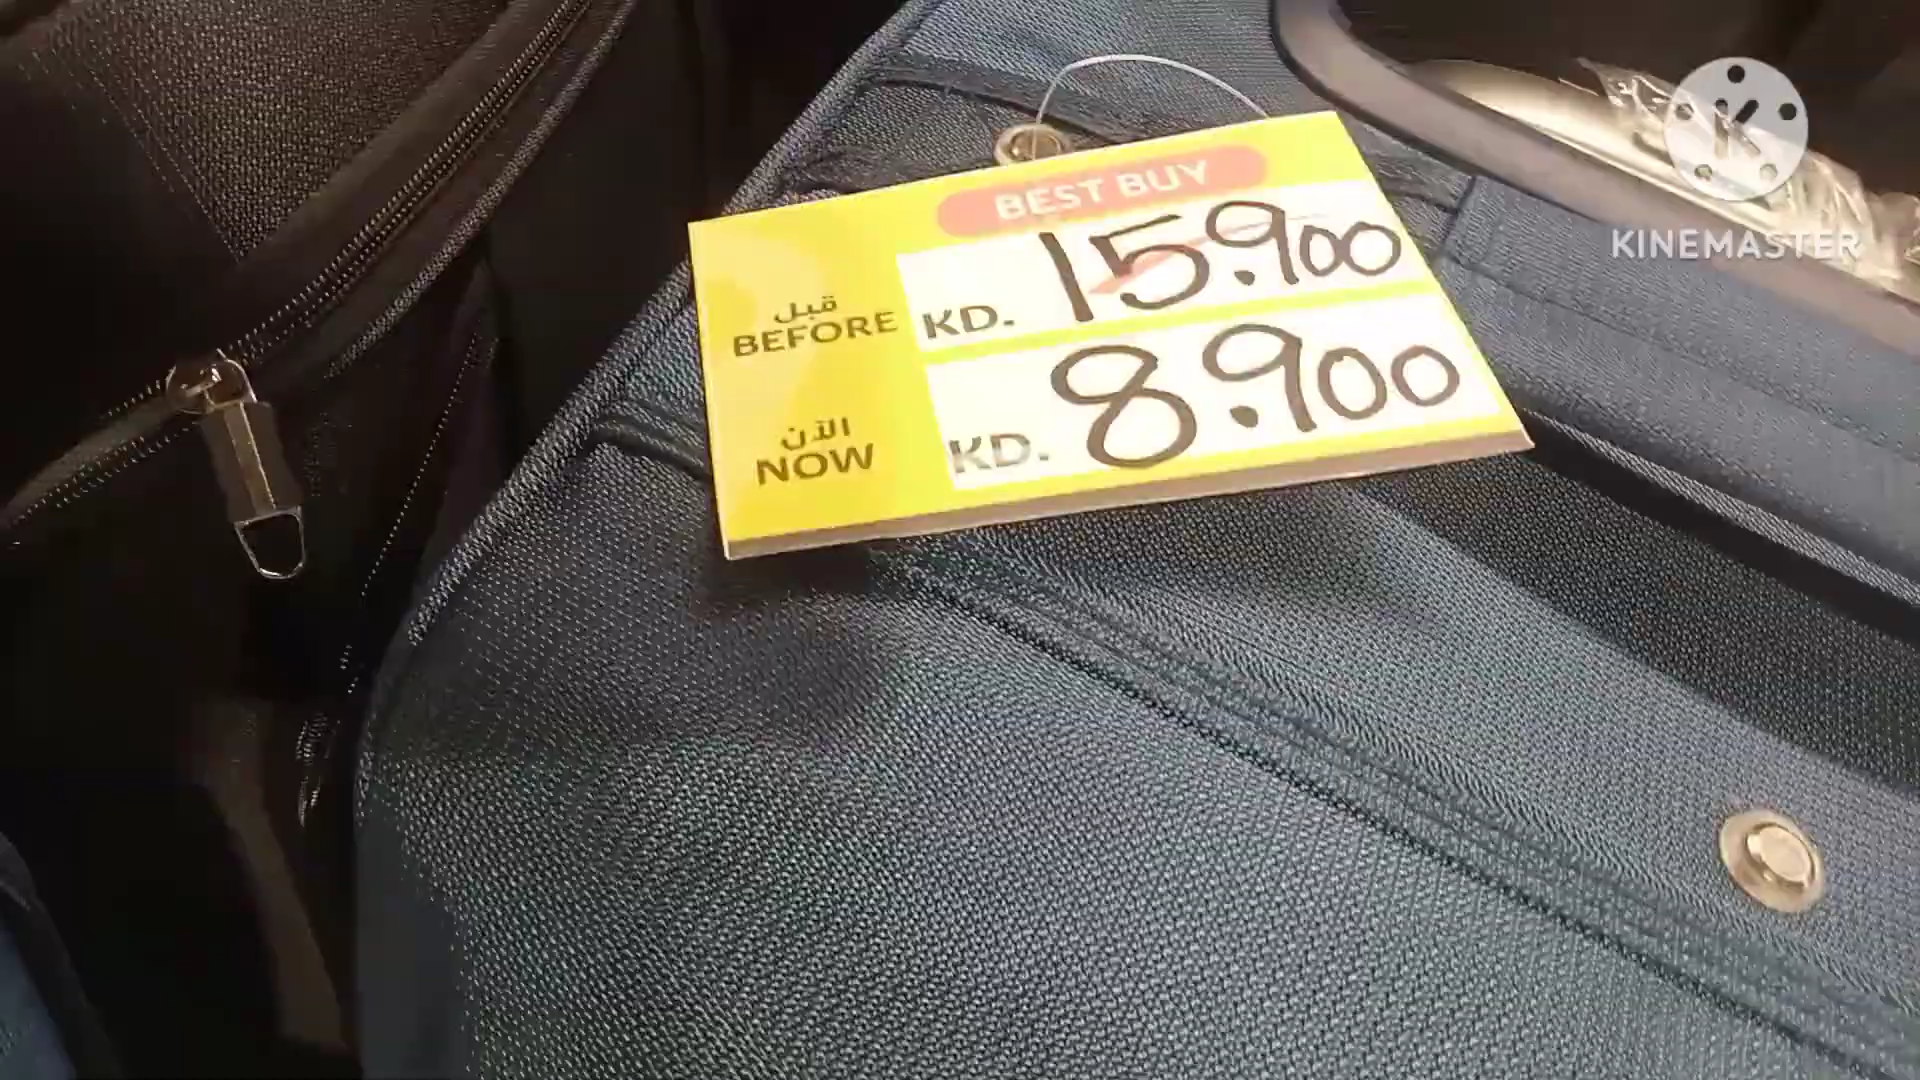 BEST BUY
قبل
BEFORE KD. 15.900
الآن
NOW KD. 8.900
KINEMASTER